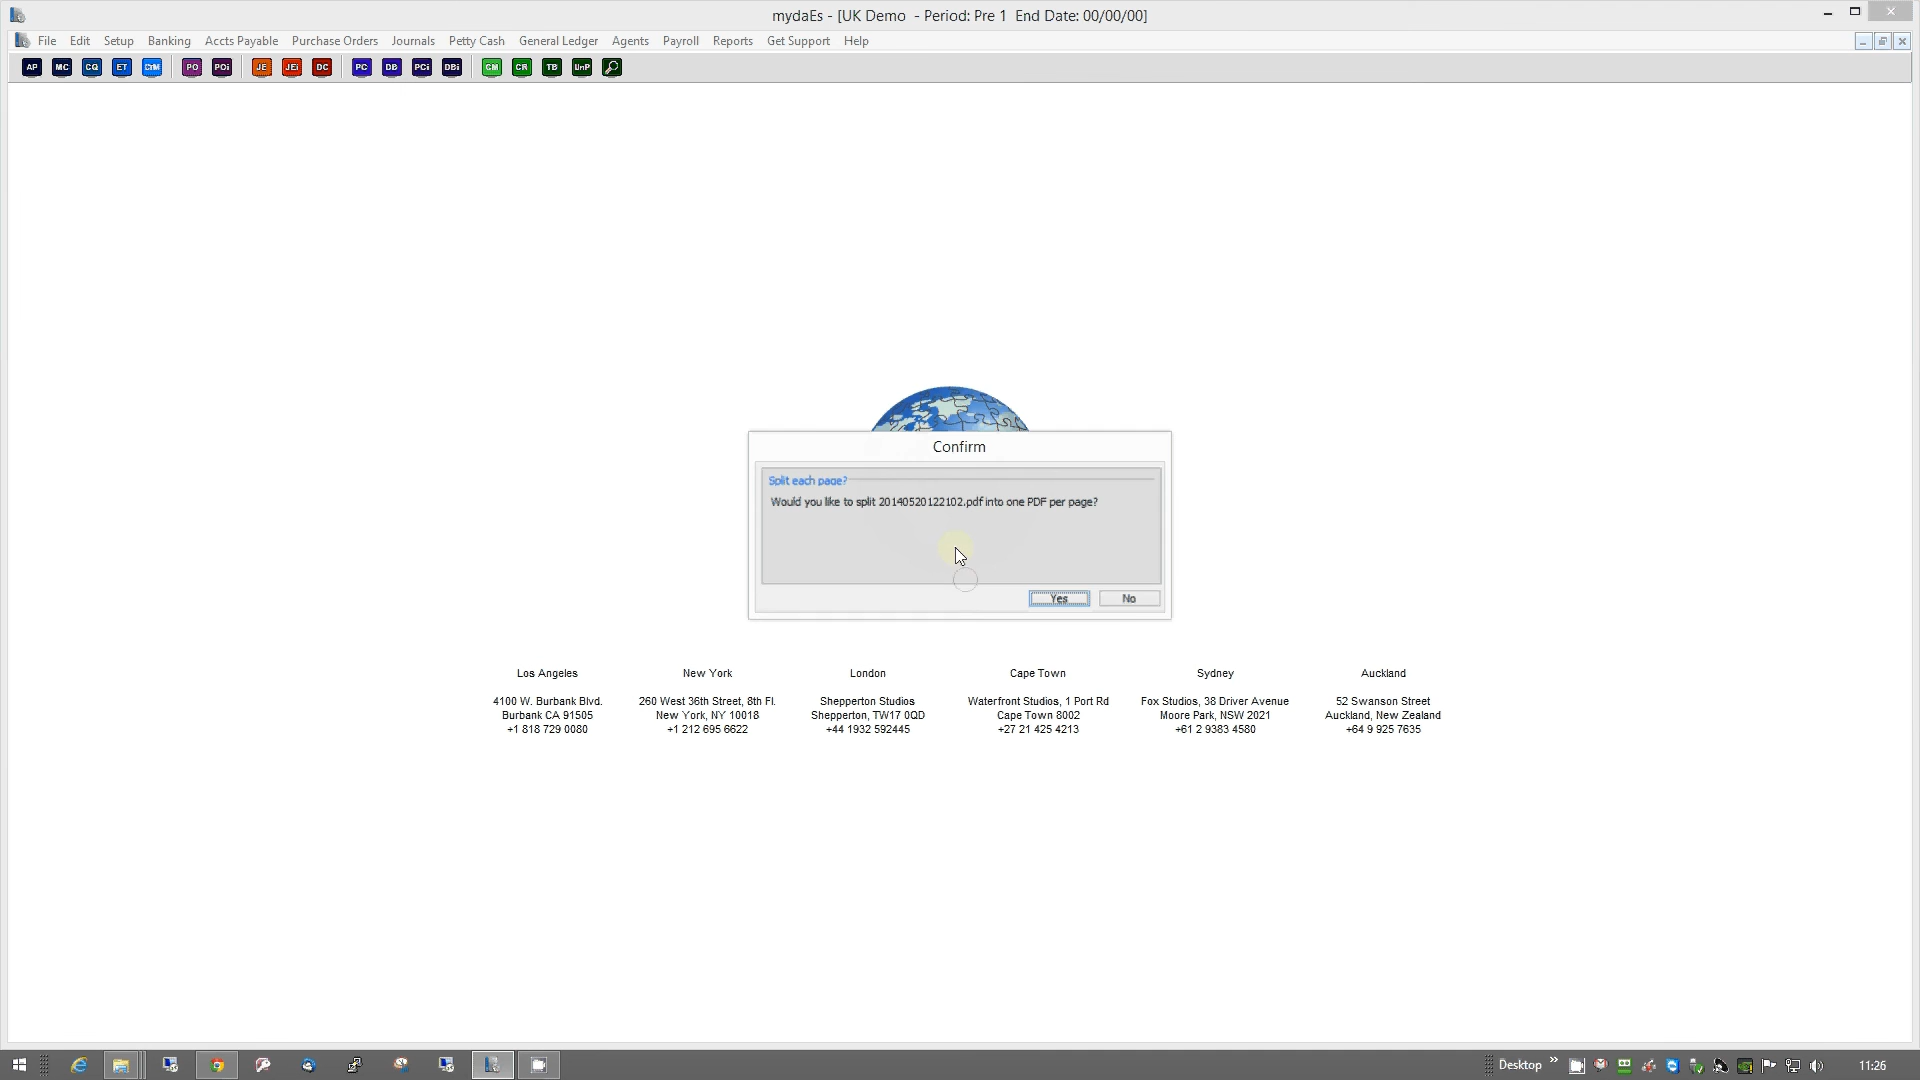 mydaEs - [UK Demo  - Period: Pre 1  End Date: 00/00/00]
File Edit Setup Banking Accts Payable Purchase Orders Journals Petty Cash General Ledger Agents Payroll Reports Get Support Help
AP MC CQ ET CrM PO POi JE JEi DC PC DB PCi DBi CM CR TB UnP
Confirm
Split each page?
Would you like to split 20140520122102.pdf into one PDF per page?
Yes No
Los Angeles New York London Cape Town Sydney Auckland
4100 W. Burbank Blvd. 260 West 36th Street, 8th Fl. Shepperton Studios Waterfront Studios, 1 Port Rd Fox Studios, 38 Driver Avenue 52 Swanson Street
Burbank CA 91505 New York, NY 10018 Shepperton, TW17 0QD Cape Town 8002 Moore Park, NSW 2021 Auckland, New Zealand
+1 818 729 0080 +1 212 695 6622 +44 1932 592445 +27 21 425 4213 +61 2 9383 4580 +64 9 925 7635
Desktop 11:26